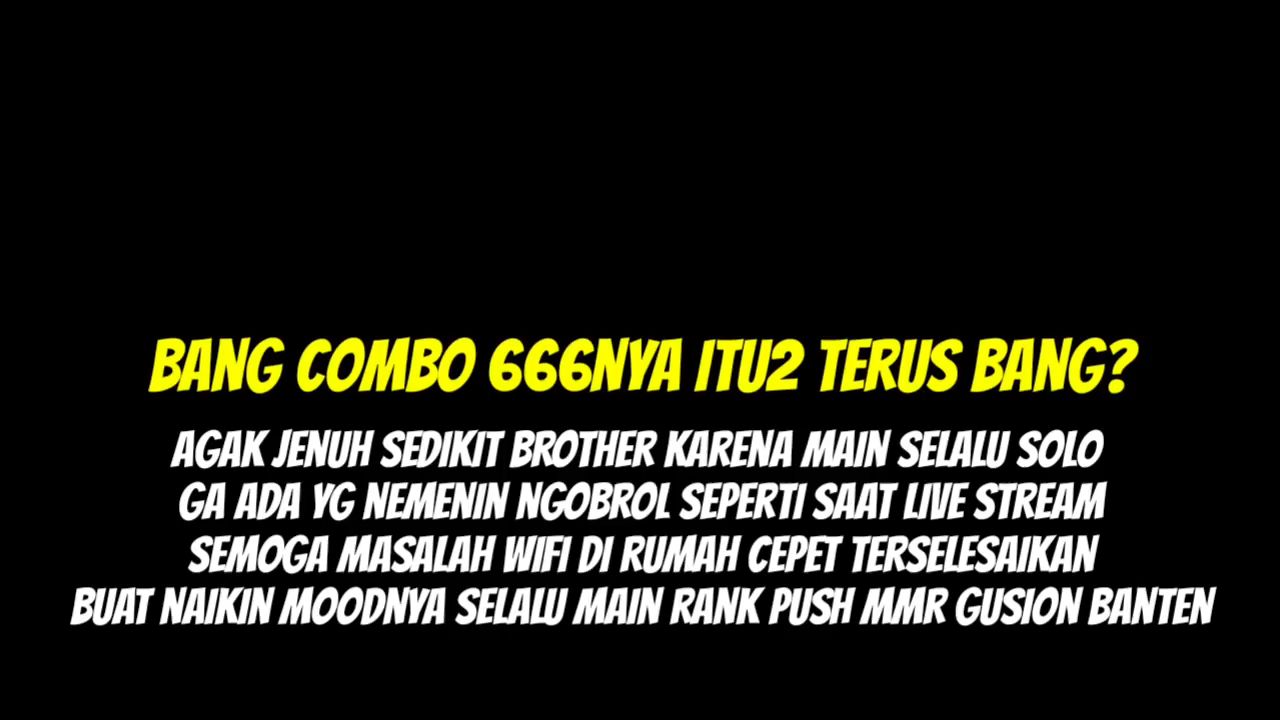 BANG COMBO 666NYA ITU2 TERUS BANG?
AGAK JENUH SEDIKIT BROTHER KARENA MAIN SELALU SOLO
GA ADA YG NEMENIN NGOBROL SEPERTI SAAT LIVE STREAM
SEMOGA MASALAH WIFI DI RUMAH CEPET TERSELESAIKAN
BUAT NAIKIN MOODNYA SELALU MAIN RANK PUSH MMR GUSION BANTEN